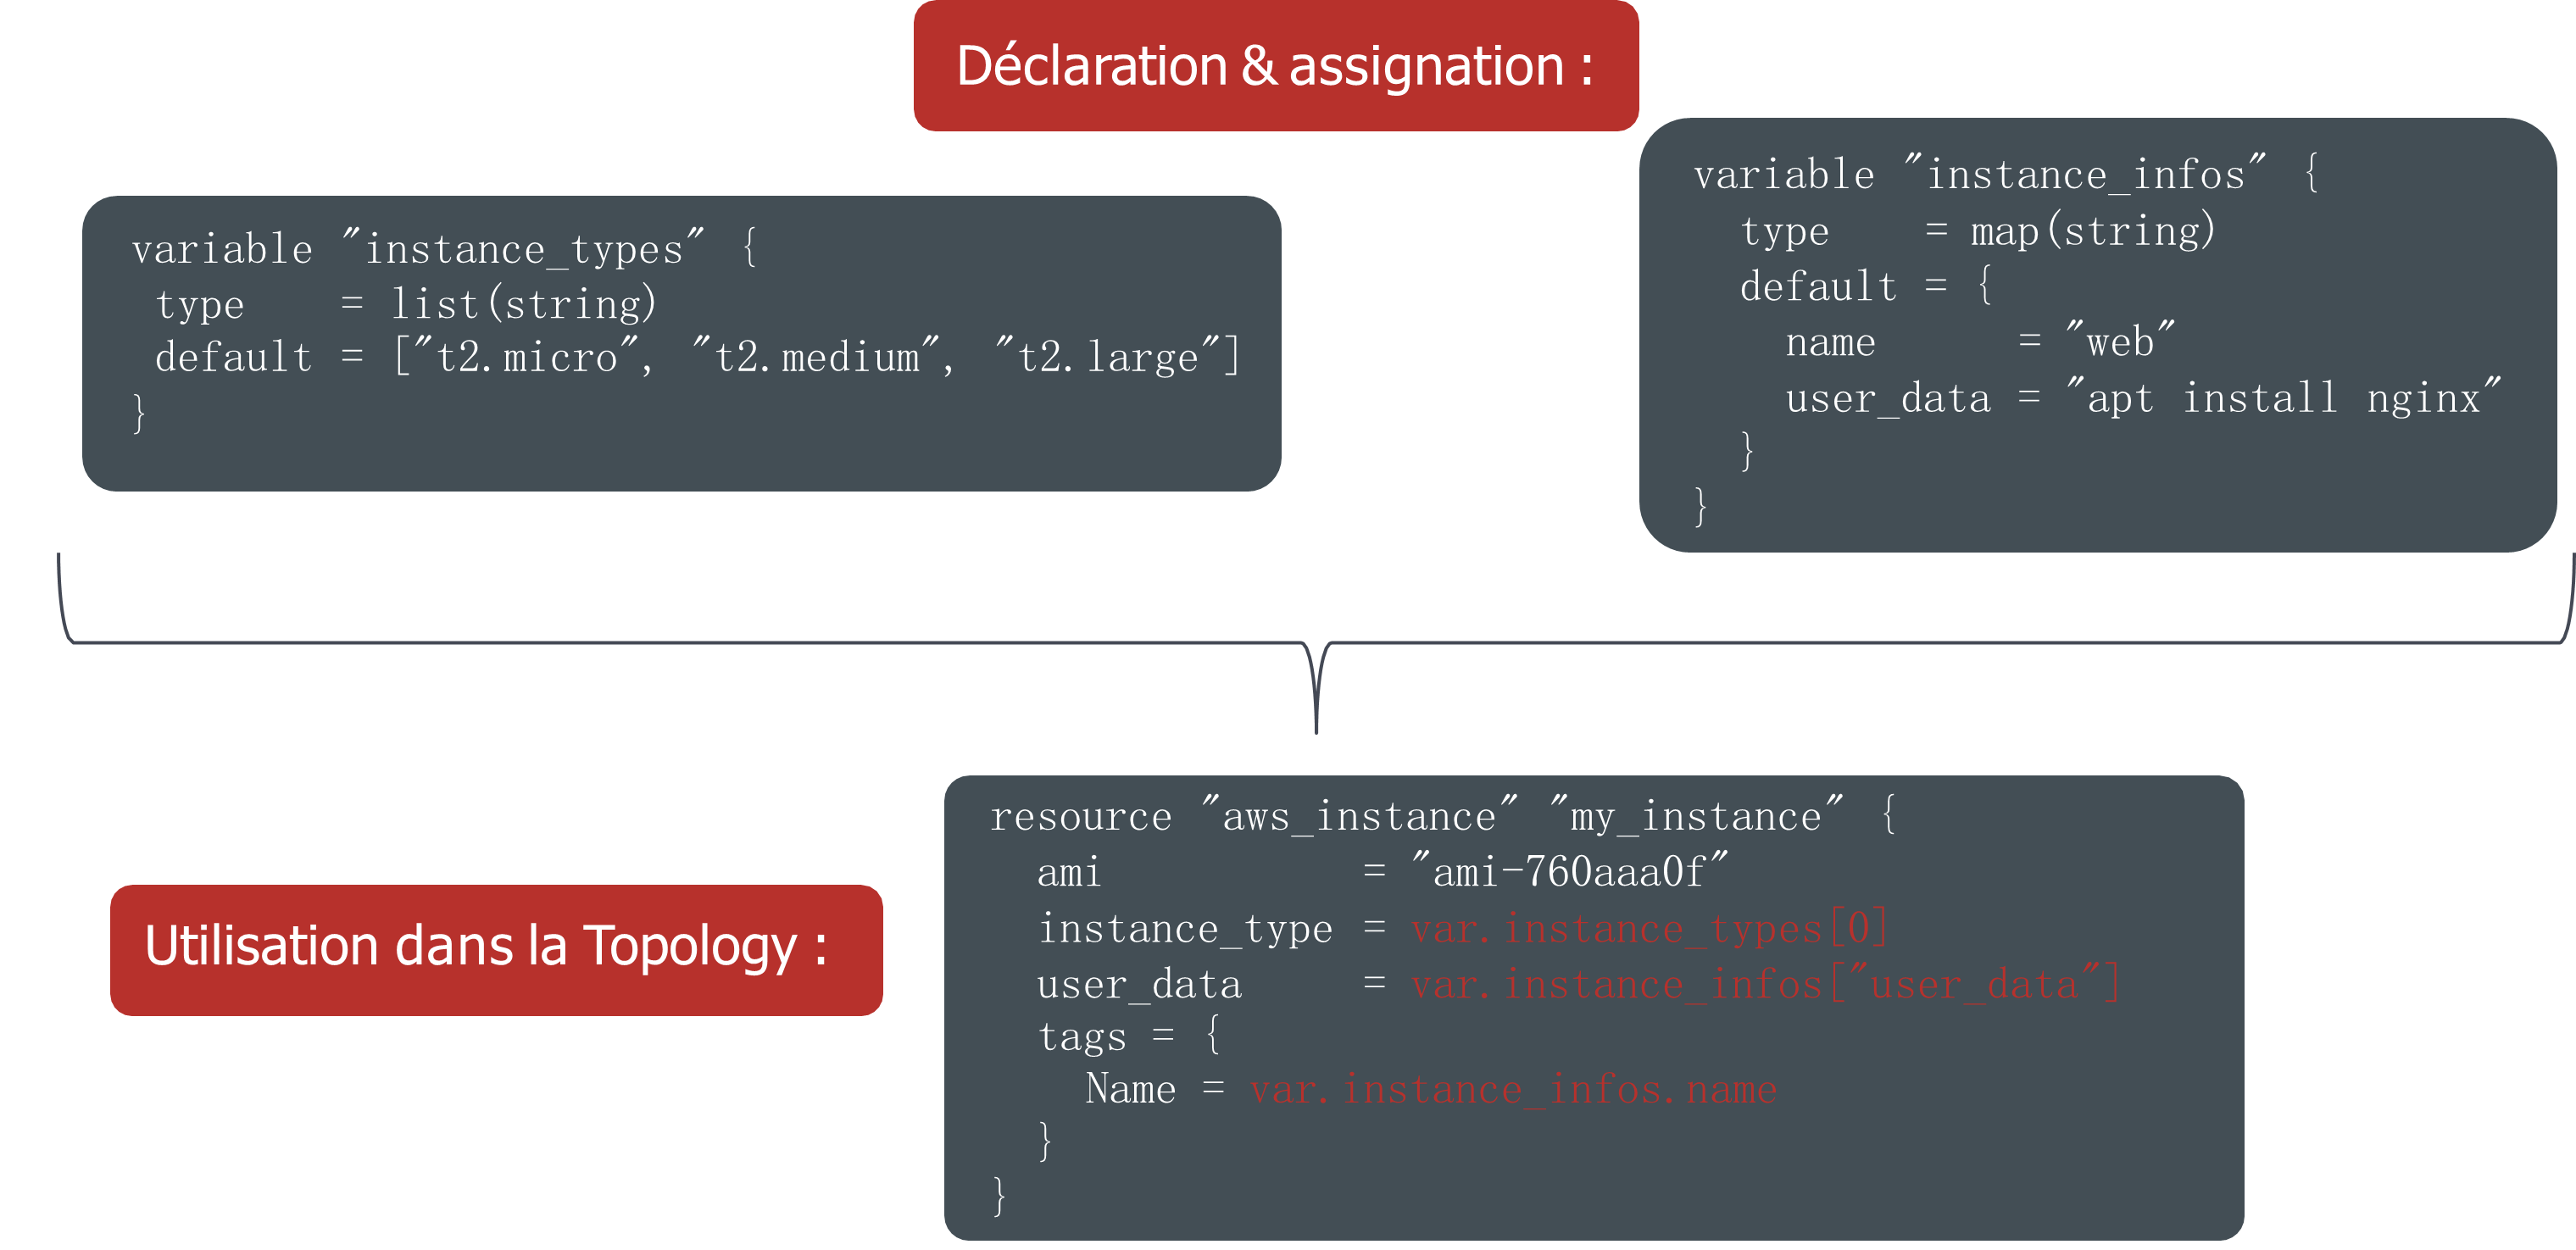 Déclaration & assignation :
variable "instance_types" {
 type    = list(string)
 default = ["t2.micro", "t2.medium", "t2.large"]
}
variable "instance_infos" {
  type    = map(string)
  default = {
    name      = "web"
    user_data = "apt install nginx"
  }
}
Utilisation dans la Topology :
resource "aws_instance" "my_instance" {
  ami           = "ami-760aaa0f"
  instance_type = var.instance_types[0]
  user_data     = var.instance_infos["user_data"]
  tags = {
    Name = var.instance_infos.name
  }
}